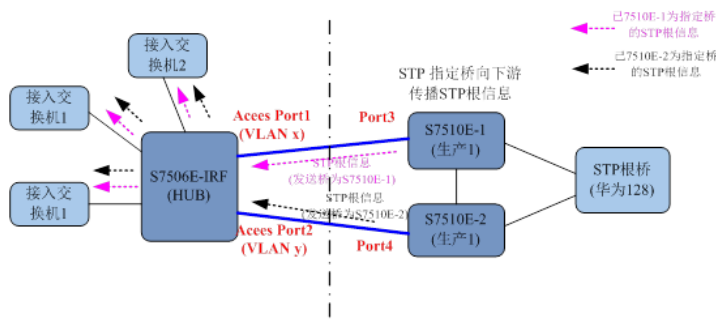 已7510E-1为指定桥
的STP根信息
已7510E-2为指定桥
的STP根信息
接入交
换机2
接入交
换机1
接入交
换机1
S7506E-IRF
(HUB)
Acees Port1
(VLAN x)
Acees Port2
(VLAN y)
STP 指定桥向下游
传播STP根信息
Port3
Port4
STP根信息
(发送桥为S7510E-1)
STP根信息
(发送桥为S7510E-2)
S7510E-1
(生产1)
S7510E-2
(生产1)
STP根桥
(华为128)